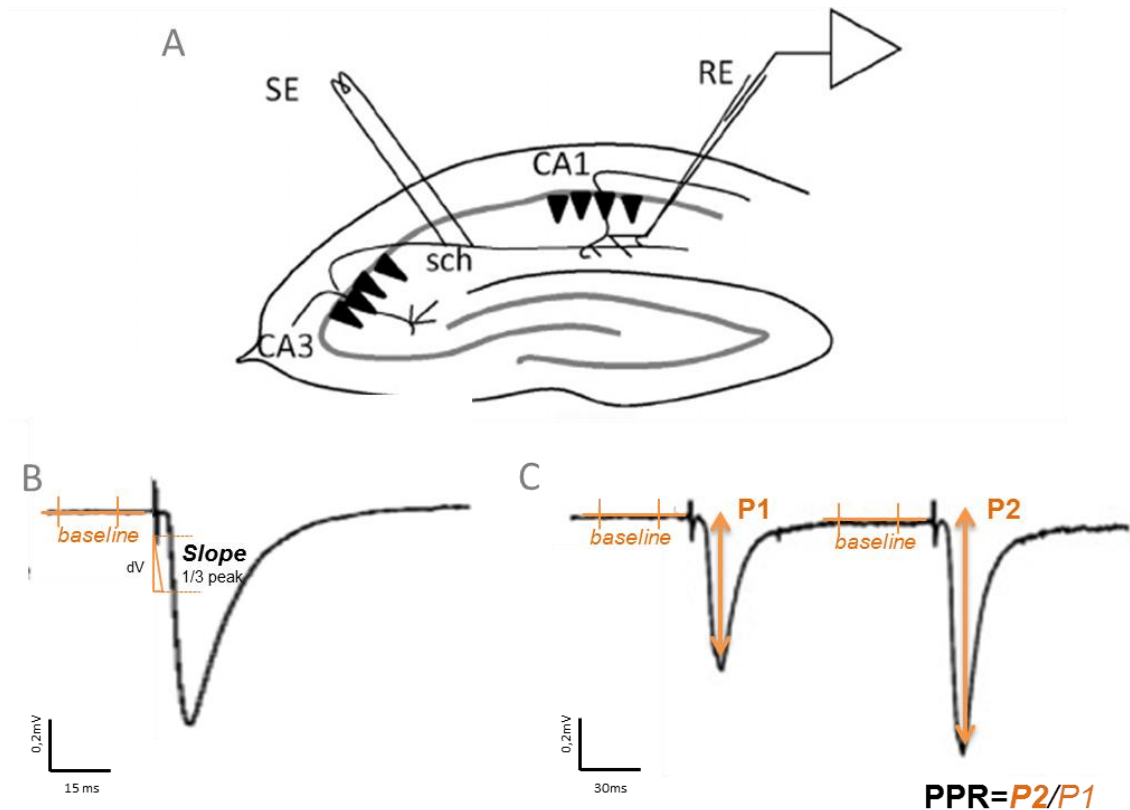 A
SE
RE
CA1
sch
CA3
B
baseline
Slope
dV
1/3 peak
0,2mV
15 ms
C
P1
P2
baseline
baseline
0,2mV
30ms
PPR=P2/P1